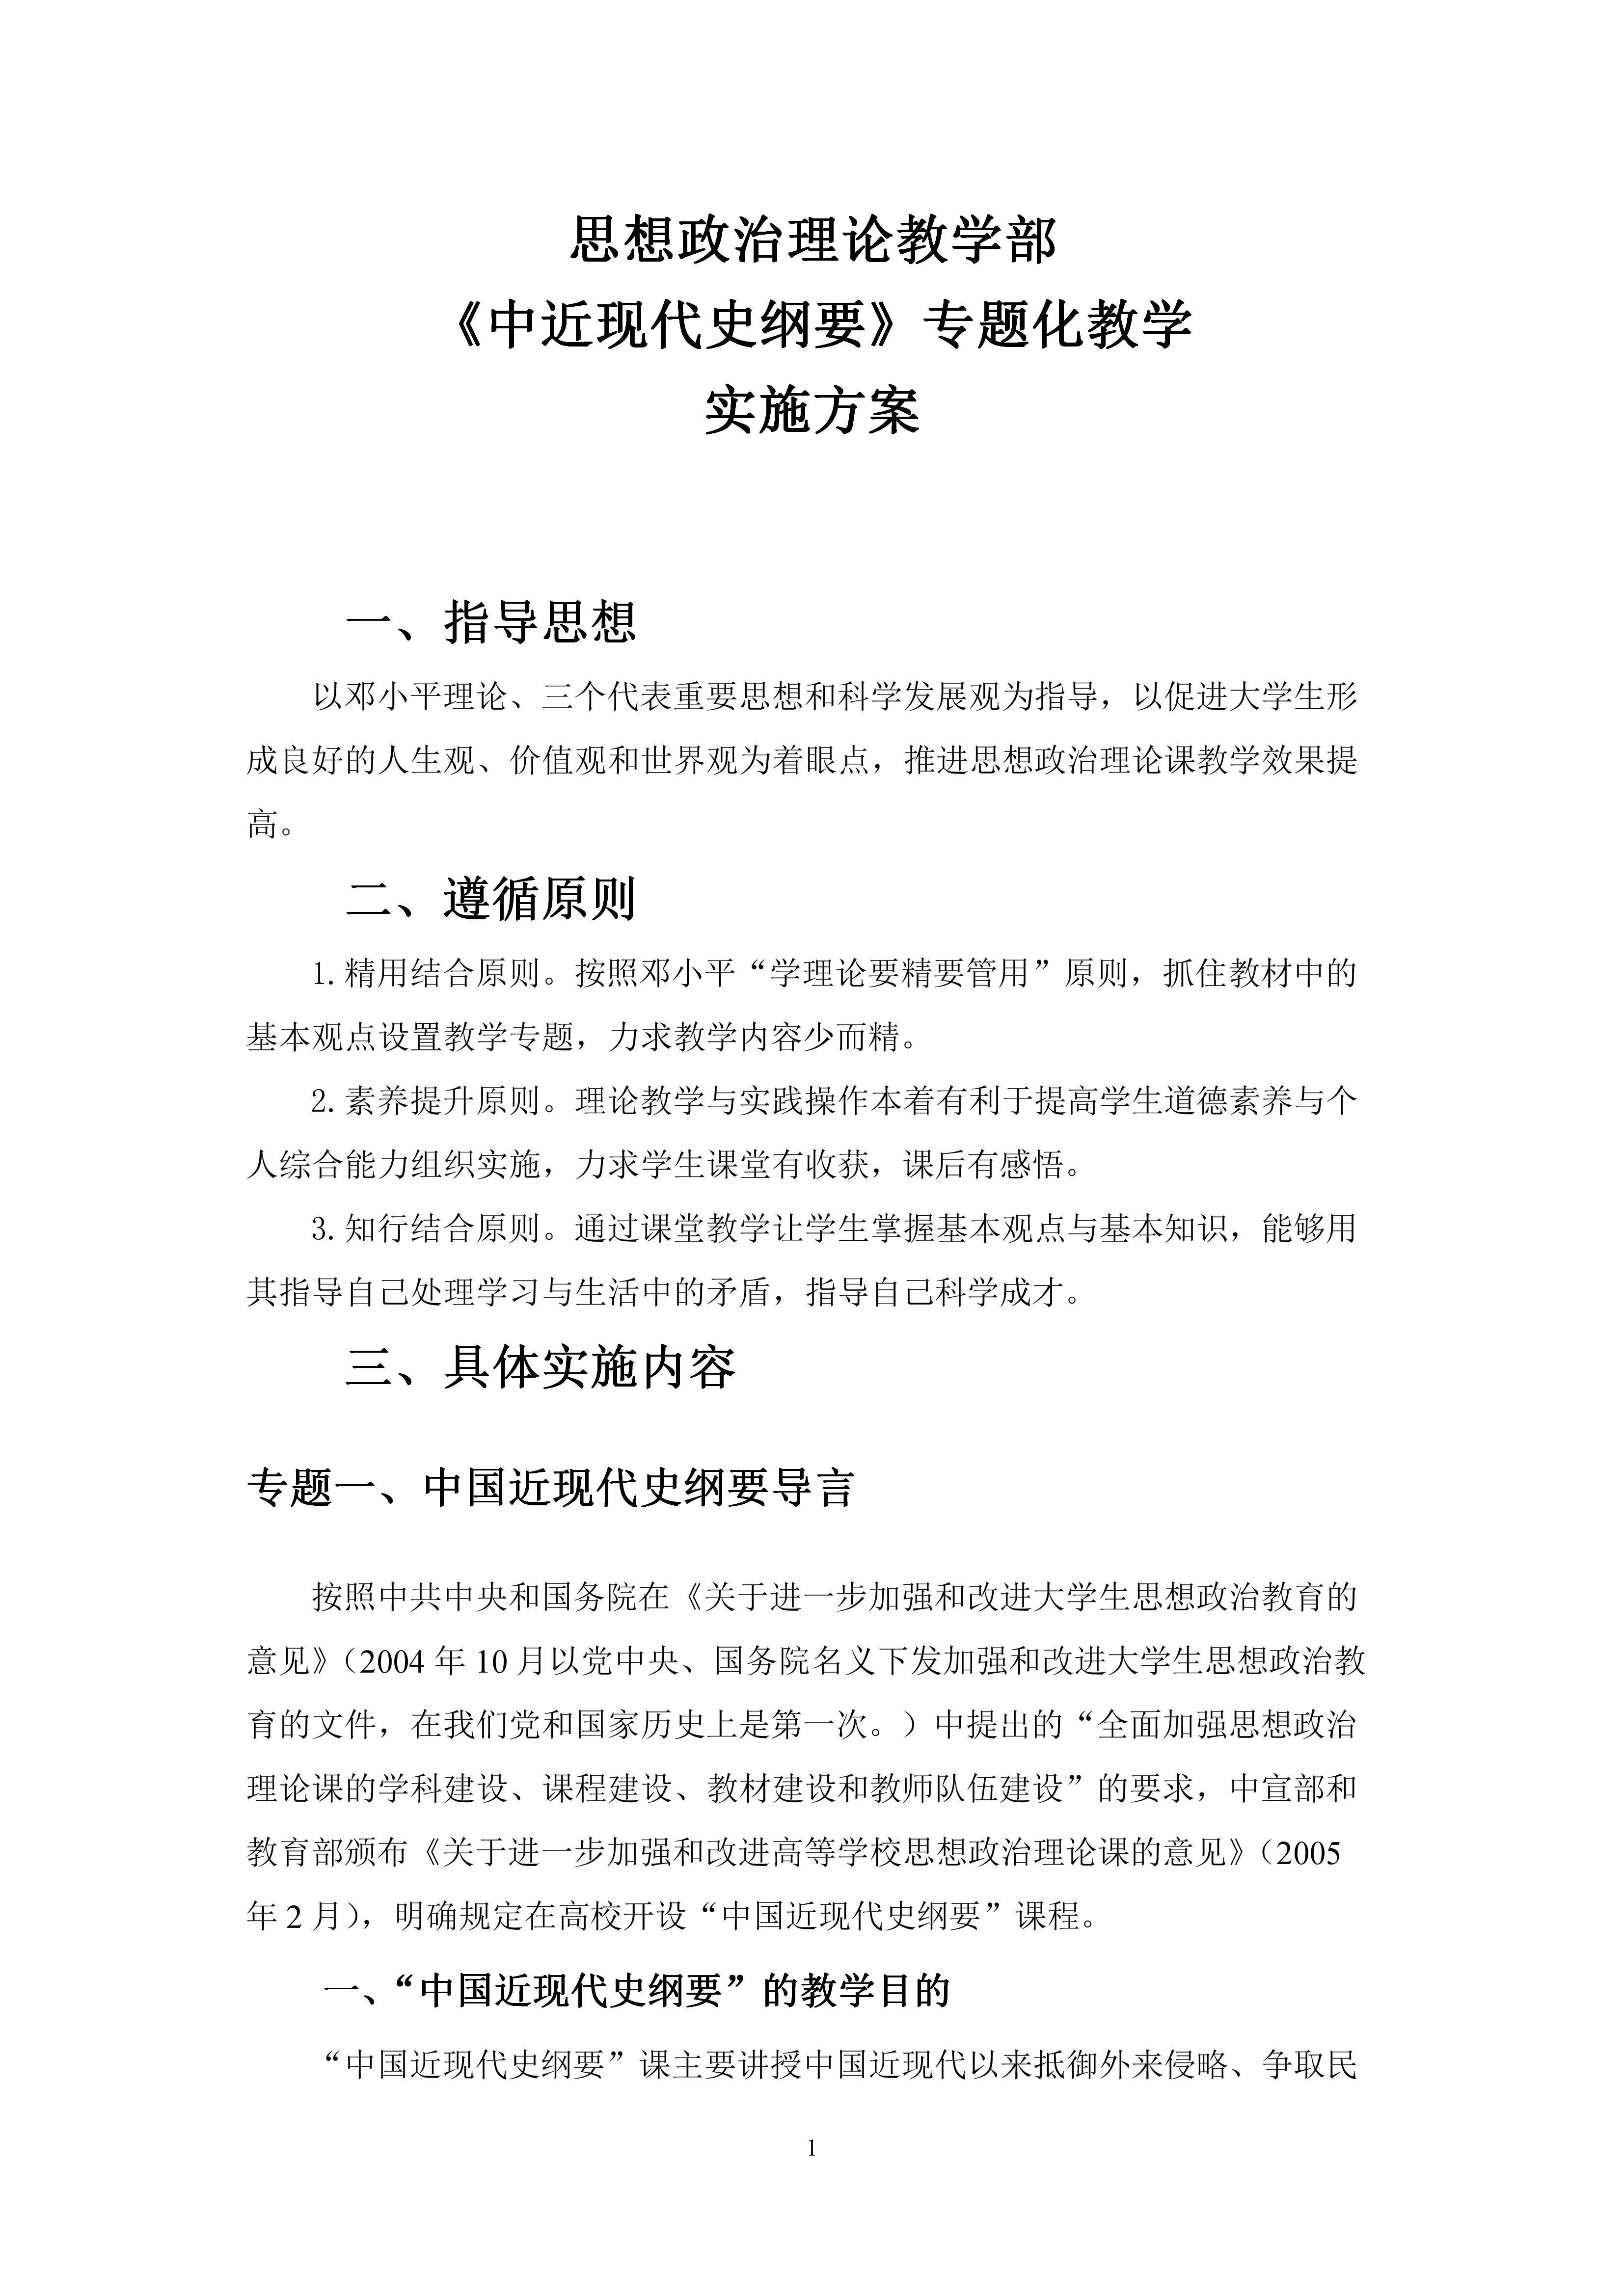 思想政治理论教学部
《中近现代史纲要》专题化教学
实施方案
一、指导思想
以邓小平理论、三个代表重要思想和科学发展观为指导，以促进大学生形
成良好的人生观、价值观和世界观为着眼点，推进思想政治理论课教学效果提
高。
二、遵循原则
1.精用结合原则。按照邓小平“学理论要精要管用”原则，抓住教材中的
基本观点设置教学专题，力求教学内容少而精。
2.素养提升原则。理论教学与实践操作本着有利于提高学生道德素养与个
人综合能力组织实施，力求学生课堂有收获，课后有感悟。
3.知行结合原则。通过课堂教学让学生掌握基本观点与基本知识，能够用
其指导自己处理学习与生活中的矛盾，指导自己科学成才。
三、具体实施内容
专题一、中国近现代史纲要导言
按照中共中央和国务院在《关于进一步加强和改进大学生思想政治教育的
意见》（2004 年 10 月以党中央、国务院名义下发加强和改进大学生思想政治教
育的文件，在我们党和国家历史上是第一次。）中提出的“全面加强思想政治
理论课的学科建设、课程建设、教材建设和教师队伍建设”的要求，中宣部和
教育部颁布《关于进一步加强和改进高等学校思想政治理论课的意见》（2005
年 2 月），明确规定在高校开设“中国近现代史纲要”课程。
一、“中国近现代史纲要”的教学目的
“中国近现代史纲要”课主要讲授中国近现代以来抵御外来侵略、争取民
1